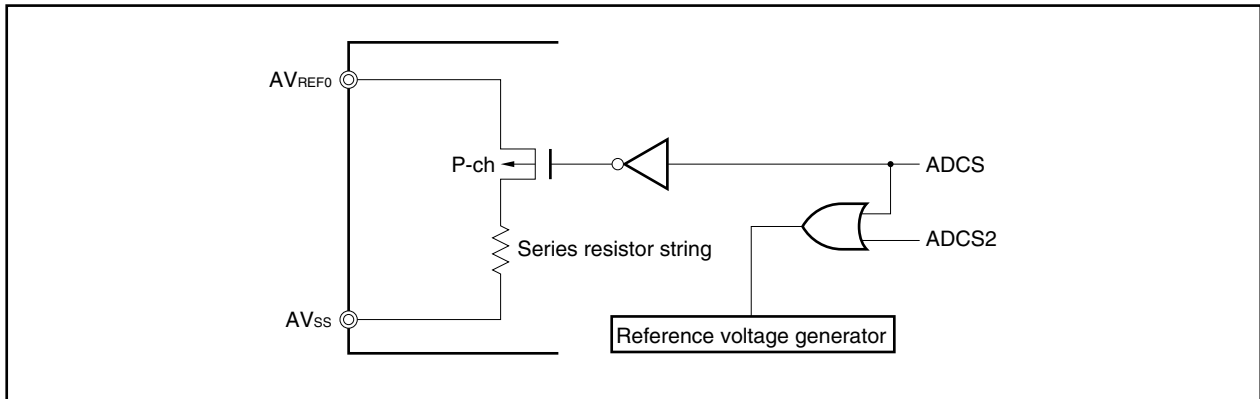 AVREF0
P-ch
ADCS
ADCS2
Series resistor string
AVSS
Reference voltage generator